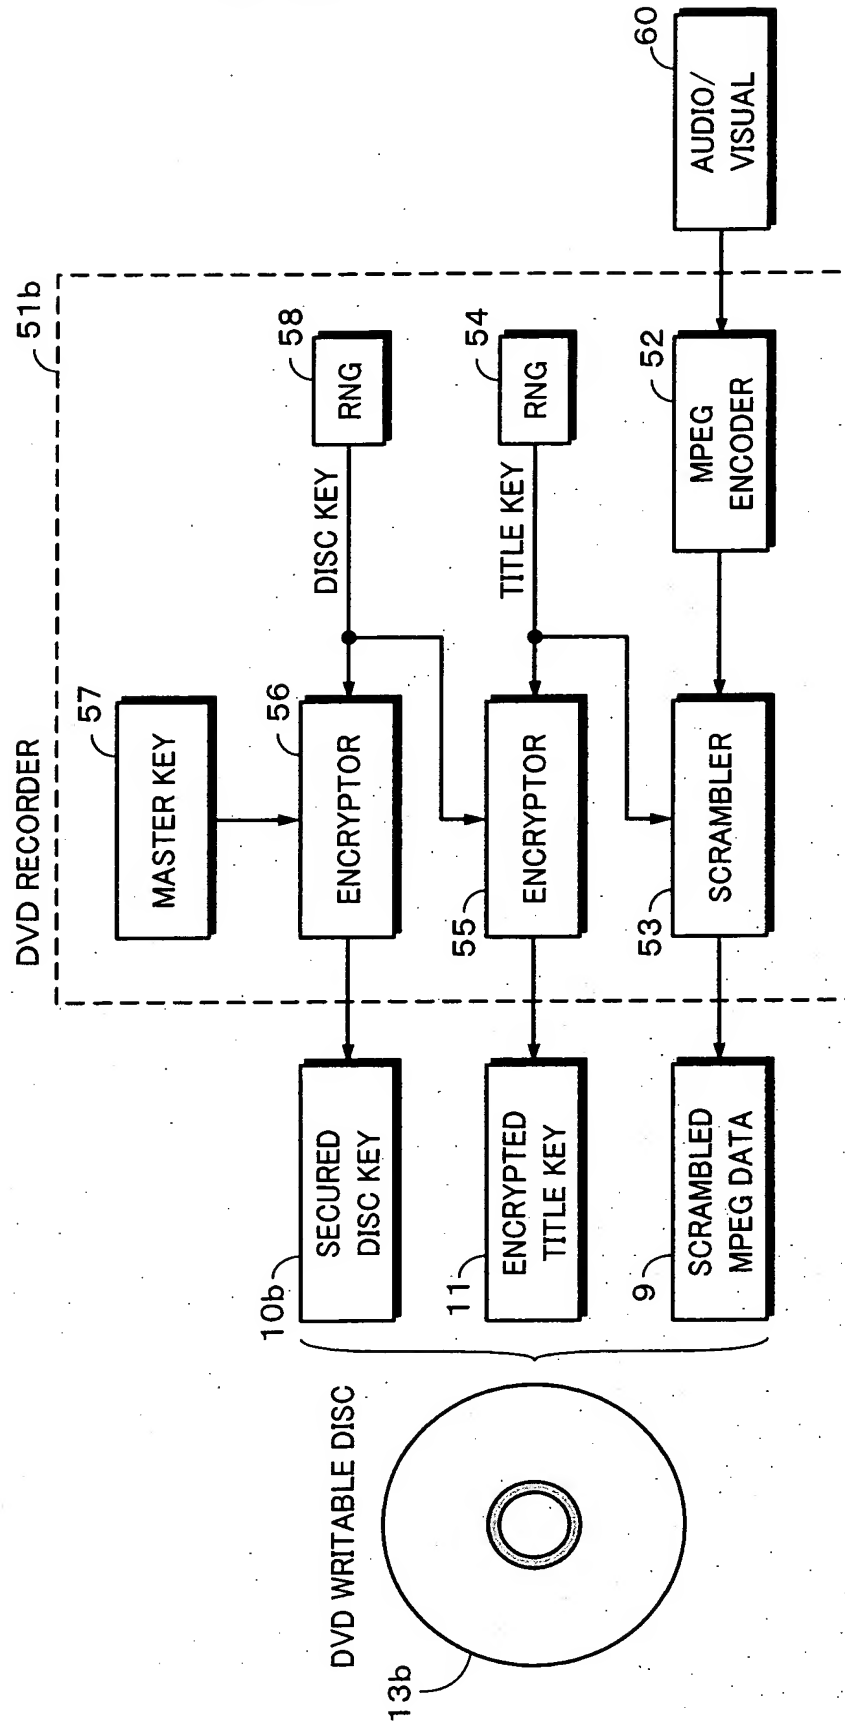 DVD WRITABLE DISC
13b
DVD RECORDER
51b
MASTER KEY
57
SECURED
DISC KEY
10b
ENCRYPTOR
56
DISC KEY
RNG
58
ENCRYPTED
TITLE KEY
11
ENCRYPTOR
55
TITLE KEY
RNG
54
SCRAMBLED
MPEG DATA
9
SCRAMBLER
53
MPEG
ENCODER
52
AUDIO/
VISUAL
60